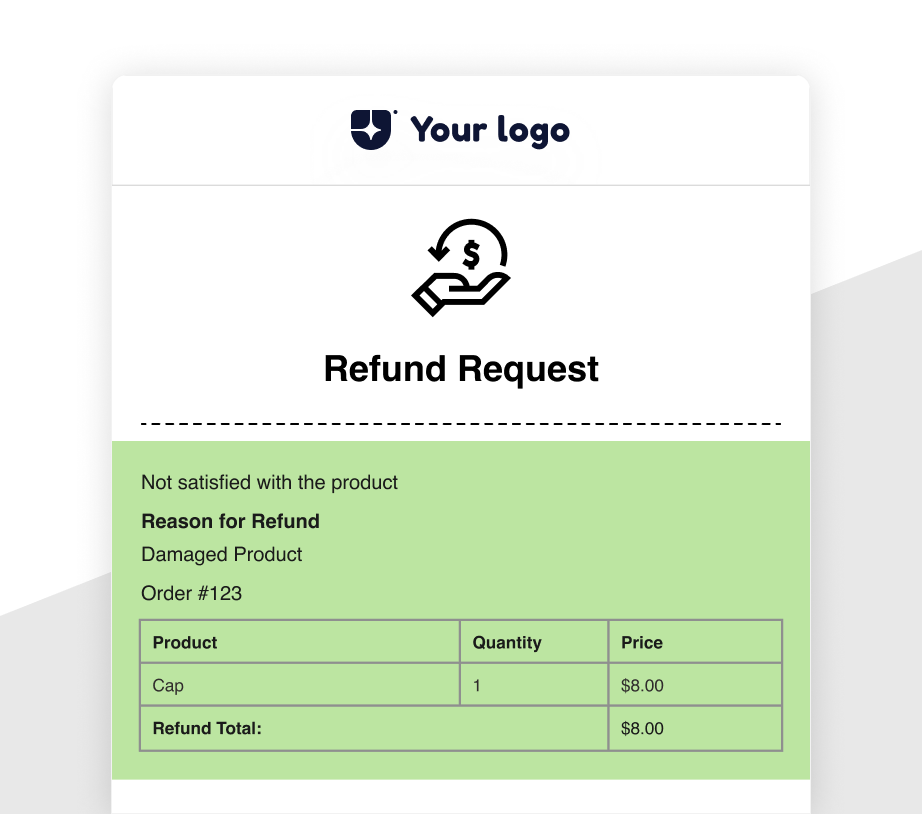 Your logo
$
Refund Request
Not satisfied with the product
Reason for Refund
Damaged Product
Order #123
Product Quantity Price
Cap 1 $8.00
Refund Total: $8.00